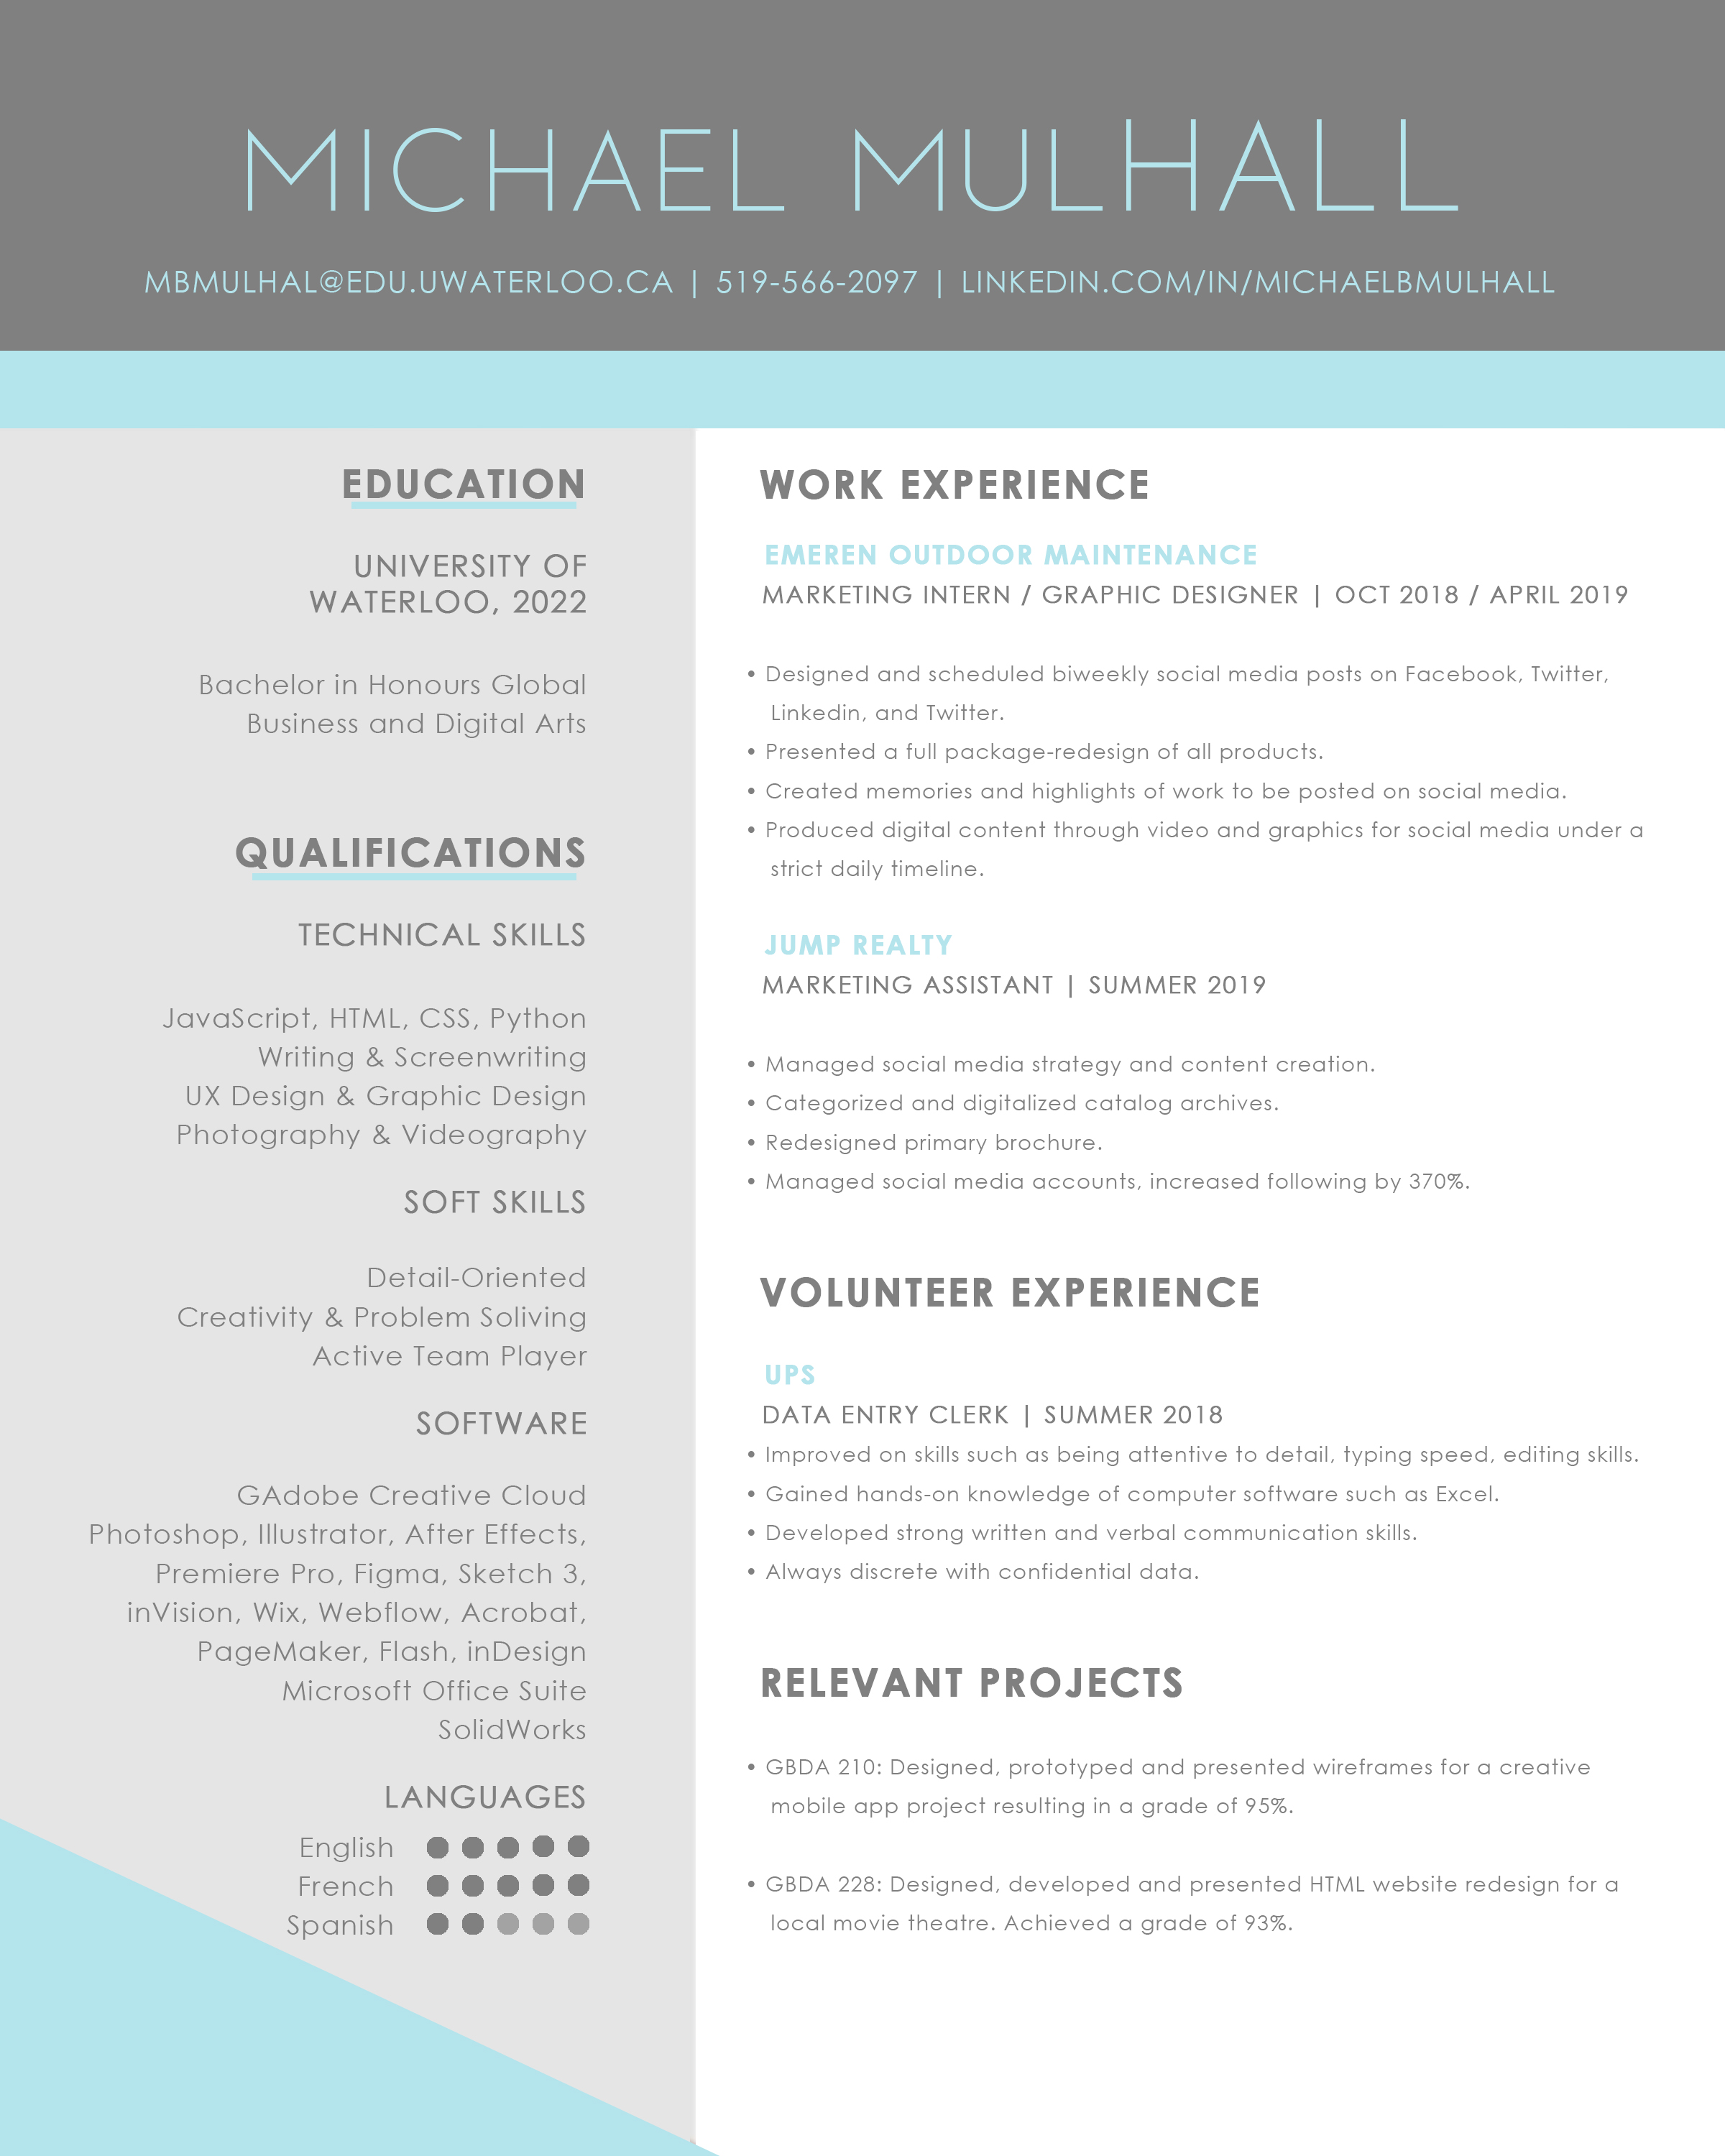 MICHAEL MULHALL
MBMULHAL@EDU.UWATERLOO.CA | 519-566-2097 | LINKEDIN.COM/IN/MICHAELBMULHALL
EDUCATION
UNIVERSITY OF
WATERLOO, 2022
Bachelor in Honours Global
Business and Digital Arts
QUALIFICATIONS
TECHNICAL SKILLS
JavaScript, HTML, CSS, Python
Writing & Screenwriting
UX Design & Graphic Design
Photography & Videography
SOFT SKILLS
Detail-Oriented
Creativity & Problem Soliving
Active Team Player
SOFTWARE
GAdobe Creative Cloud
Photoshop, Illustrator, After Effects,
Premiere Pro, Figma, Sketch 3,
inVision, Wix, Webflow, Acrobat,
PageMaker, Flash, inDesign
Microsoft Office Suite
SolidWorks
LANGUAGES
English
French
Spanish
WORK EXPERIENCE
EMEREN OUTDOOR MAINTENANCE
MARKETING INTERN / GRAPHIC DESIGNER | OCT 2018 / APRIL 2019
• Designed and scheduled biweekly social media posts on Facebook, Twitter,
Linkedin, and Twitter.
• Presented a full package-redesign of all products.
• Created memories and highlights of work to be posted on social media.
• Produced digital content through video and graphics for social media under a
strict daily timeline.
JUMP REALTY
MARKETING ASSISTANT | SUMMER 2019
• Managed social media strategy and content creation.
• Categorized and digitalized catalog archives.
• Redesigned primary brochure.
• Managed social media accounts, increased following by 370%.
VOLUNTEER EXPERIENCE
UPS
DATA ENTRY CLERK | SUMMER 2018
• Improved on skills such as being attentive to detail, typing speed, editing skills.
• Gained hands-on knowledge of computer software such as Excel.
• Developed strong written and verbal communication skills.
• Always discrete with confidential data.
RELEVANT PROJECTS
• GBDA 210: Designed, prototyped and presented wireframes for a creative
mobile app project resulting in a grade of 95%.
• GBDA 228: Designed, developed and presented HTML website redesign for a
local movie theatre. Achieved a grade of 93%.